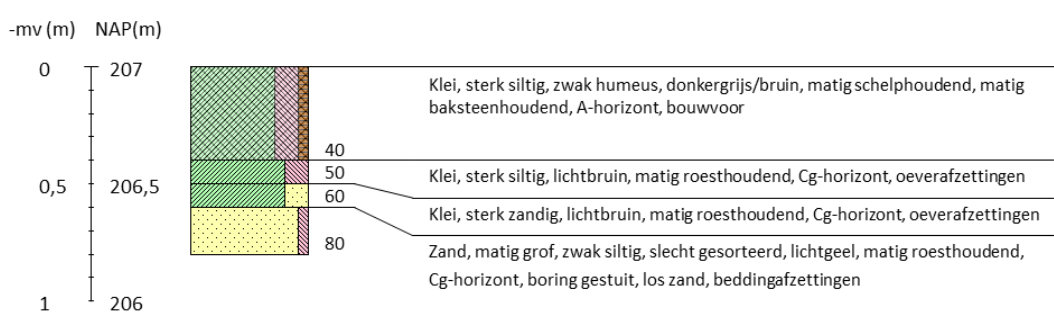 -mv (m) NAP(m)
0 207
Klei, sterk siltig, zwak humeus, donkergrijs/bruin, matig schelphoudend, matig
baksteenhoudend, A-horizont, bouwvoor
40
50
Klei, sterk siltig, lichtbruin, matig roesthoudend, Cg-horizont, oeverafzettingen
0,5 206,5
60
Klei, sterk zandig, lichtbruin, matig roesthoudend, Cg-horizont, oeverafzettingen
80
Zand, matig grof, zwak siltig, slecht gesorteerd, lichtgeel, matig roesthoudend,
Cg-horizont, boring gestuit, los zand, beddingafzettingen
1 206